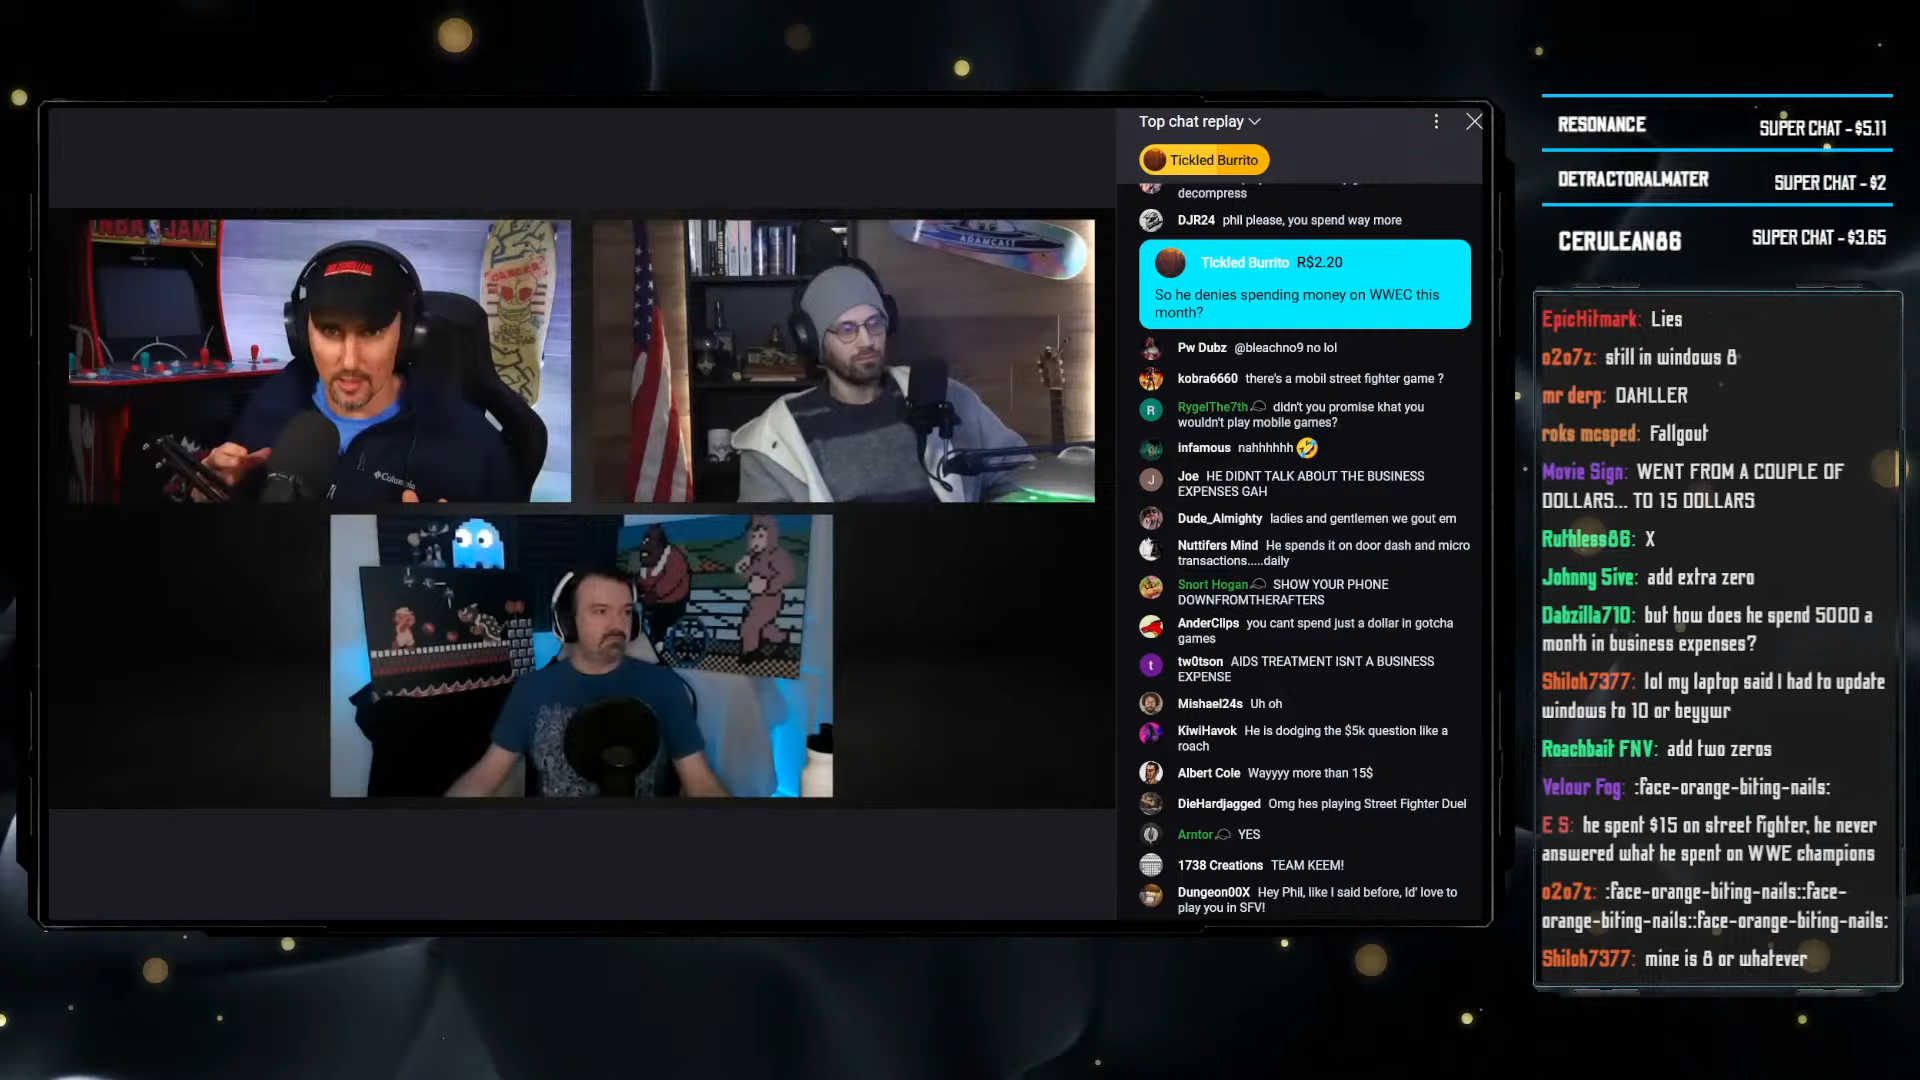 NBA JAM
ADAMCAST
Columbia
Top chat replay
Tickled Burrito
decompress
DJR24 phil please, you spend way more
Tickled Burrito R$2.20
So he denies spending money on WWEC this
month?
Pw Dubz @bleachno9 no lol
kobra6660 there's a mobil street fighter game ?
RygelThe7th didn't you promise khat you
wouldn't play mobile games?
infamous nahhhhhh 🤣
Joe HE DIDNT TALK ABOUT THE BUSINESS
EXPENSES GAH
Dude_Almighty ladies and gentlemen we gout em
Nuttifers Mind He spends it on door dash and micro
transactions.....daily
Snort Hogan SHOW YOUR PHONE
DOWNFROMTHERAFTERS
AnderClips you cant spend just a dollar in gotcha
games
tw0tson AIDS TREATMENT ISNT A BUSINESS
EXPENSE
Mishael24s Uh oh
KiwiHavok He is dodging the $5k question like a
roach
Albert Cole Wayyyy more than 15$
DieHardjagged Omg hes playing Street Fighter Duel
Arntor YES
1738 Creations TEAM KEEM!
Dungeon00X Hey Phil, like I said before, Id' love to
play you in SFV!
RESONANCE SUPER CHAT - $5.11
DETRACTORALMATER SUPER CHAT - $2
CERULEAN86 SUPER CHAT - $3.65
EpicHitmark: Lies
o2o7z: still in windows 8
mr derp: DAHLLER
roks mcsped: Fallgout
Movie Sign: WENT FROM A COUPLE OF
DOLLARS... TO 15 DOLLARS
Ruthless86: X
Johnny 5ive: add extra zero
Dabzilla710: but how does he spend 5000 a
month in business expenses?
Shiloh7377: lol my laptop said I had to update
windows to 10 or beyywr
Roachbait FNV: add two zeros
Velour Fog: :face-orange-biting-nails:
E S: he spent $15 on street fighter, he never
answered what he spent on WWE champions
o2o7z: :face-orange-biting-nails::face-
orange-biting-nails::face-orange-biting-nails:
Shiloh7377: mine is 8 or whatever